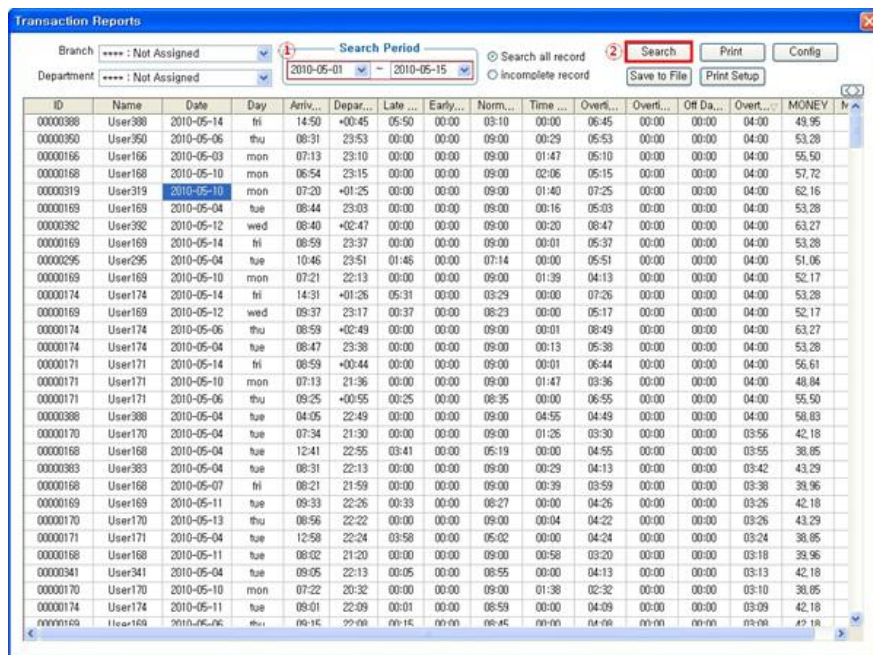 Transaction Reports
Branch **** : Not Assigned ① Search Period Search all record ② Search Print Config
Department **** : Not Assigned 2010-05-01 ~ 2010-05-15 incomplete record Save to File Print Setup
ID Name Date Day Arriv... Depar... Late ... Early... Norm... Time ... Overti... Overti... Off Da... Overt... MONEY
00000388 User388 2010-05-14 fri 14:50 +00:45 05:50 00:00 03:10 00:00 06:45 00:00 00:00 04:00 49,95
00000350 User350 2010-05-06 thu 08:31 23:53 00:00 00:00 09:00 00:29 05:53 00:00 00:00 04:00 53,28
00000166 User166 2010-05-03 mon 07:13 23:10 00:00 00:00 09:00 01:47 05:10 00:00 00:00 04:00 55,50
00000168 User168 2010-05-10 mon 06:54 23:15 00:00 00:00 09:00 02:06 05:15 00:00 00:00 04:00 57,72
00000319 User319 2010-05-10 mon 07:20 +01:25 00:00 00:00 09:00 01:40 07:25 00:00 00:00 04:00 62,16
00000169 User169 2010-05-04 tue 08:44 23:03 00:00 00:00 09:00 00:16 05:03 00:00 00:00 04:00 53,28
00000392 User392 2010-05-12 wed 08:40 +02:47 00:00 00:00 09:00 00:20 08:47 00:00 00:00 04:00 63,27
00000169 User169 2010-05-14 fri 08:59 23:37 00:00 00:00 09:00 00:01 05:37 00:00 00:00 04:00 53,28
00000295 User295 2010-05-04 tue 10:46 23:51 01:46 00:00 07:14 00:00 05:51 00:00 00:00 04:00 51,06
00000169 User169 2010-05-10 mon 07:21 22:13 00:00 00:00 09:00 01:39 04:13 00:00 00:00 04:00 52,17
00000174 User174 2010-05-14 fri 14:31 +01:26 05:31 00:00 03:29 00:00 07:26 00:00 00:00 04:00 53,28
00000169 User169 2010-05-12 wed 09:37 23:17 00:37 00:00 08:23 00:00 05:17 00:00 00:00 04:00 52,17
00000174 User174 2010-05-06 thu 08:59 +02:49 00:00 00:00 09:00 00:01 08:49 00:00 00:00 04:00 63,27
00000174 User174 2010-05-04 tue 08:47 23:38 00:00 00:00 09:00 00:13 05:38 00:00 00:00 04:00 53,28
00000171 User171 2010-05-14 fri 08:59 +00:44 00:00 00:00 09:00 00:01 06:44 00:00 00:00 04:00 56,61
00000171 User171 2010-05-10 mon 07:13 21:36 00:00 00:00 09:00 01:47 03:36 00:00 00:00 04:00 48,84
00000171 User171 2010-05-06 thu 09:25 +00:55 00:25 00:00 08:35 00:00 06:55 00:00 00:00 04:00 55,50
00000388 User388 2010-05-04 tue 04:05 22:49 00:00 00:00 09:00 04:55 04:49 00:00 00:00 04:00 58,83
00000170 User170 2010-05-04 tue 07:34 21:30 00:00 00:00 09:00 01:26 03:30 00:00 00:00 03:56 42,18
00000168 User168 2010-05-04 tue 12:41 22:55 03:41 00:00 05:19 00:00 04:55 00:00 00:00 03:55 38,85
00000383 User383 2010-05-04 tue 08:31 22:13 00:00 00:00 09:00 00:29 04:13 00:00 00:00 03:42 43,29
00000168 User168 2010-05-07 fri 08:21 21:59 00:00 00:00 09:00 00:39 03:59 00:00 00:00 03:38 39,96
00000169 User169 2010-05-11 tue 09:33 22:26 00:33 00:00 08:27 00:00 04:26 00:00 00:00 03:26 42,18
00000170 User170 2010-05-13 thu 08:56 22:22 00:00 00:00 09:00 00:04 04:22 00:00 00:00 03:26 43,29
00000171 User171 2010-05-04 tue 12:58 22:24 03:58 00:00 05:02 00:00 04:24 00:00 00:00 03:24 38,85
00000168 User168 2010-05-11 tue 08:02 21:20 00:00 00:00 09:00 00:58 03:20 00:00 00:00 03:18 39,96
00000341 User341 2010-05-04 tue 09:05 22:13 00:05 00:00 08:55 00:00 04:13 00:00 00:00 03:13 42,18
00000170 User170 2010-05-10 mon 07:22 20:32 00:00 00:00 09:00 01:38 02:32 00:00 00:00 03:10 38,85
00000174 User174 2010-05-11 tue 09:01 22:09 00:01 00:00 08:59 00:00 04:09 00:00 00:00 03:09 42,18
00000169 User169 2010-05-06 thu 09:15 22:08 00:15 00:00 08:45 00:00 04:08 00:00 00:00 03:08 42,18